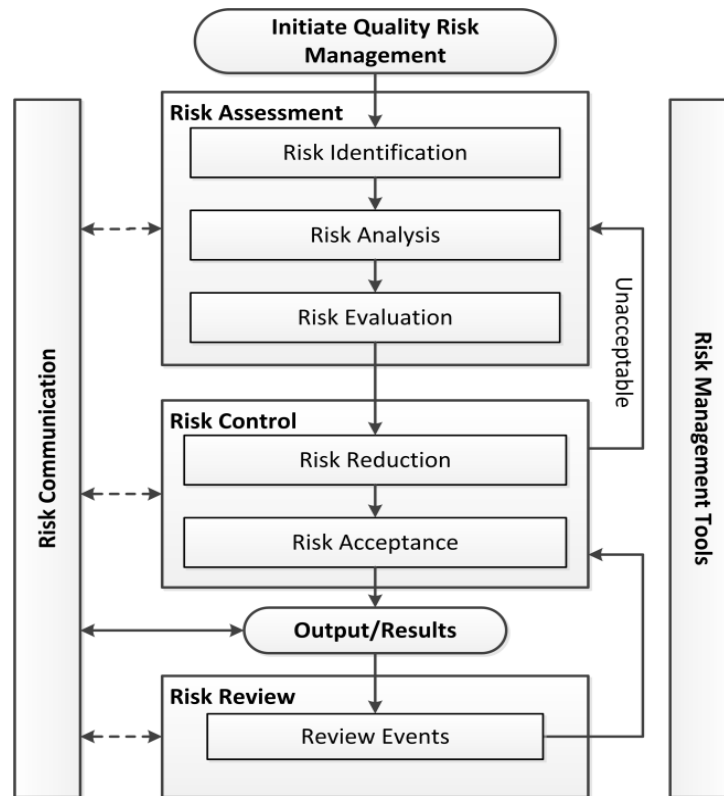 Initiate Quality Risk
Management
Risk Assessment
Risk Identification
Risk Analysis
Risk Evaluation
Unacceptable
Risk Control
Risk Reduction
Risk Acceptance
Output/Results
Risk Review
Review Events
Risk Communication
Risk Management Tools